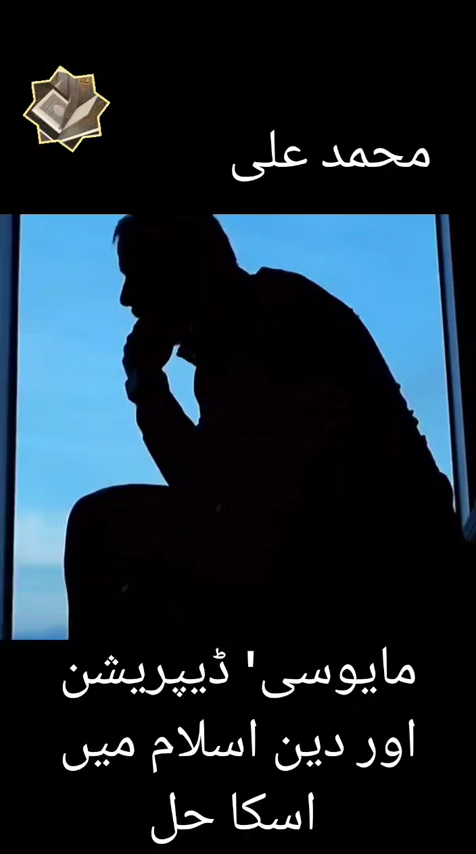 محمد علی
مایوسی' ڈیپریشن
اور دین اسلام میں
اسکا حل